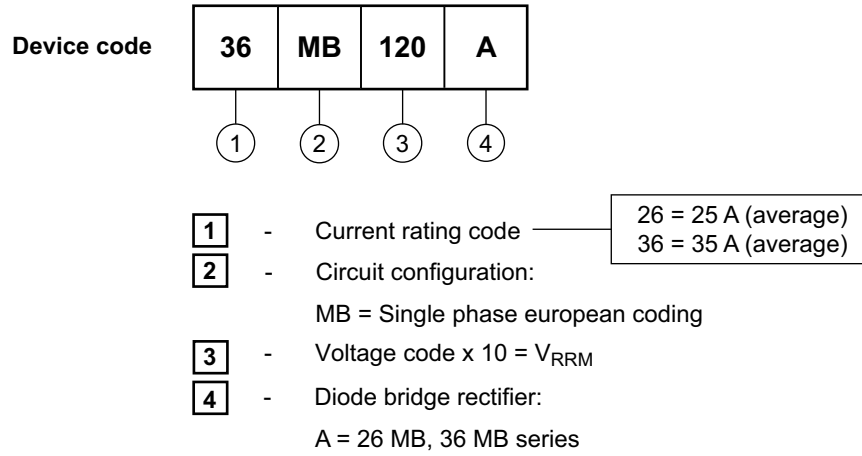 Device code 36 MB 120 A
1 2 3 4
1 - Current rating code 26 = 25 A (average)
36 = 35 A (average)
2 - Circuit configuration:
MB = Single phase european coding
3 - Voltage code x 10 = VRRM
4 - Diode bridge rectifier:
A = 26 MB, 36 MB series